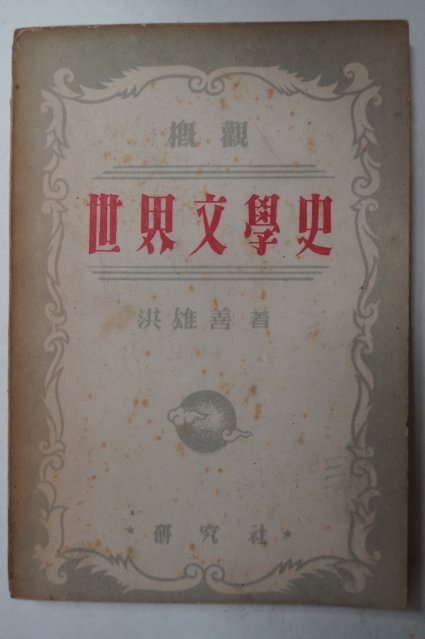 概觀
世界文學史
洪雄善 著
★ 研究社 ★